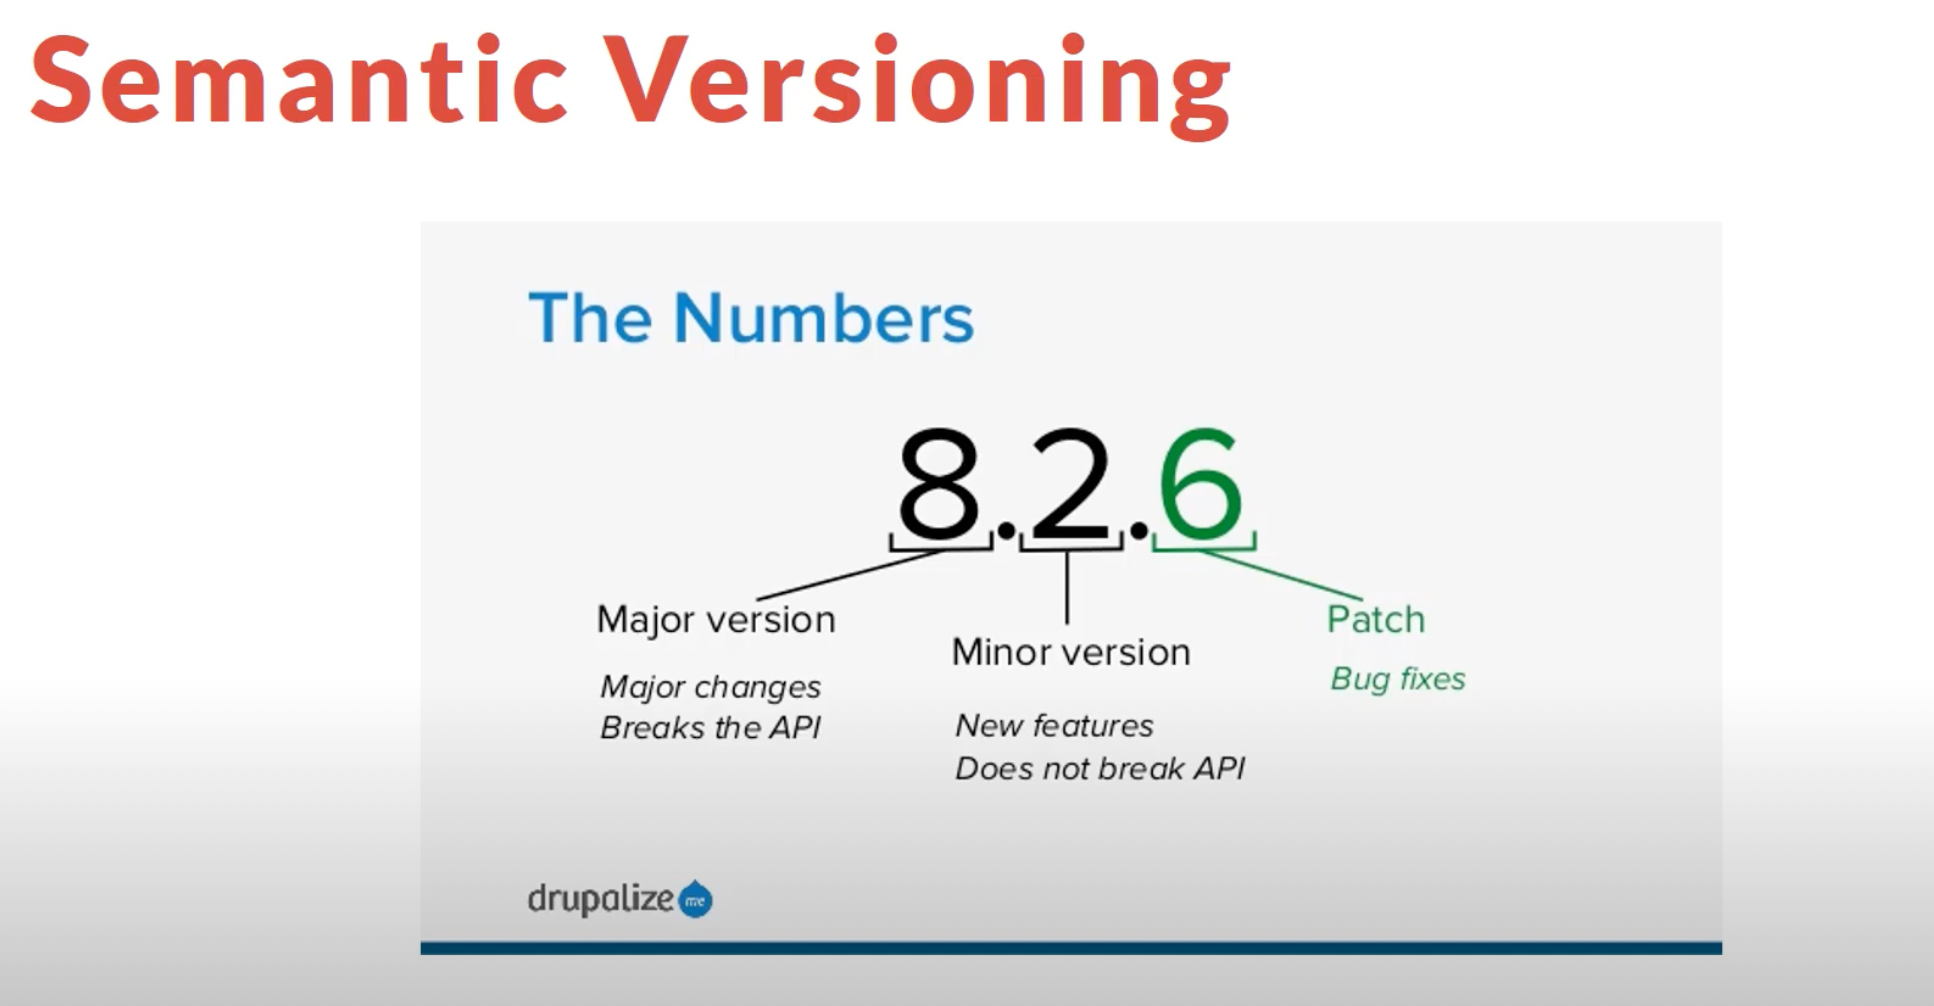 Semantic Versioning
The Numbers
8.2.6
Major version
Major changes
Breaks the API
Minor version
New features
Does not break API
Patch
Bug fixes
drupalize me